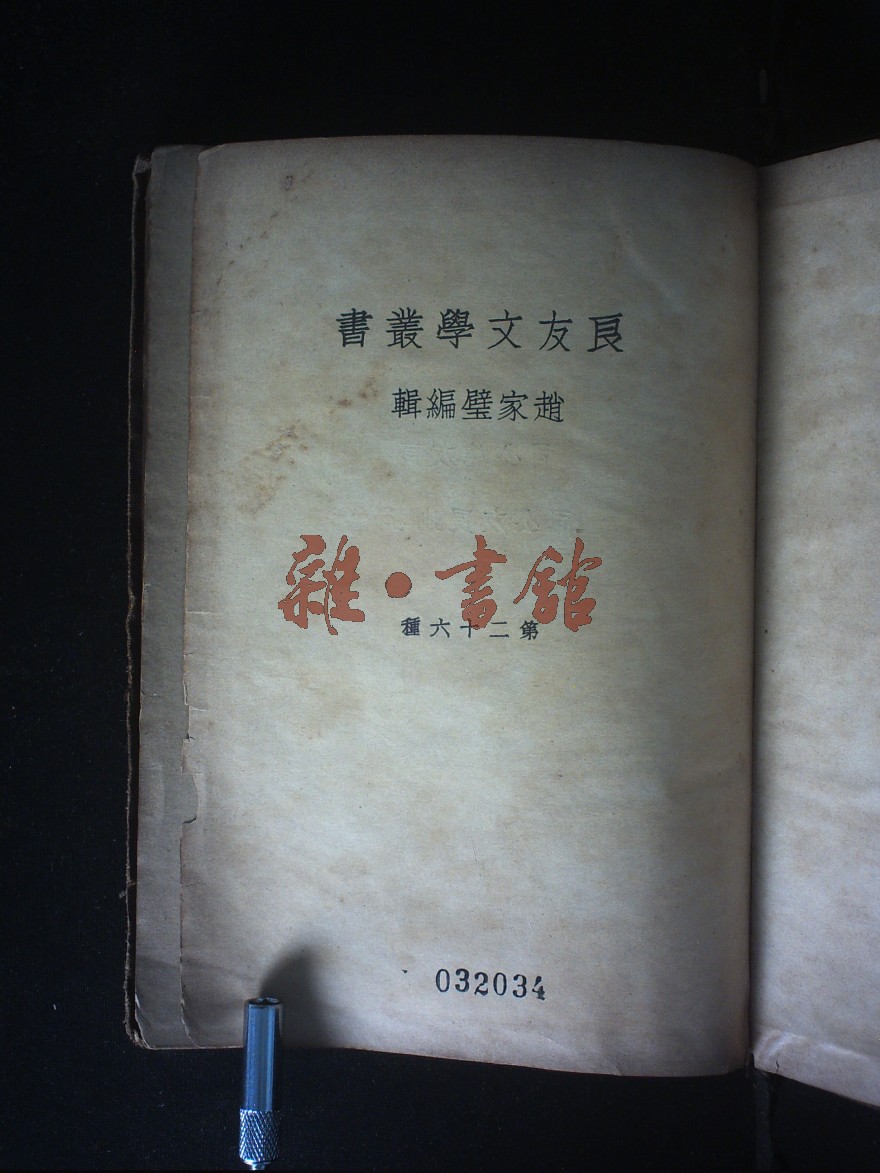 良友文學叢書
趙家璧編輯
雜·書館
第二十六種
032034